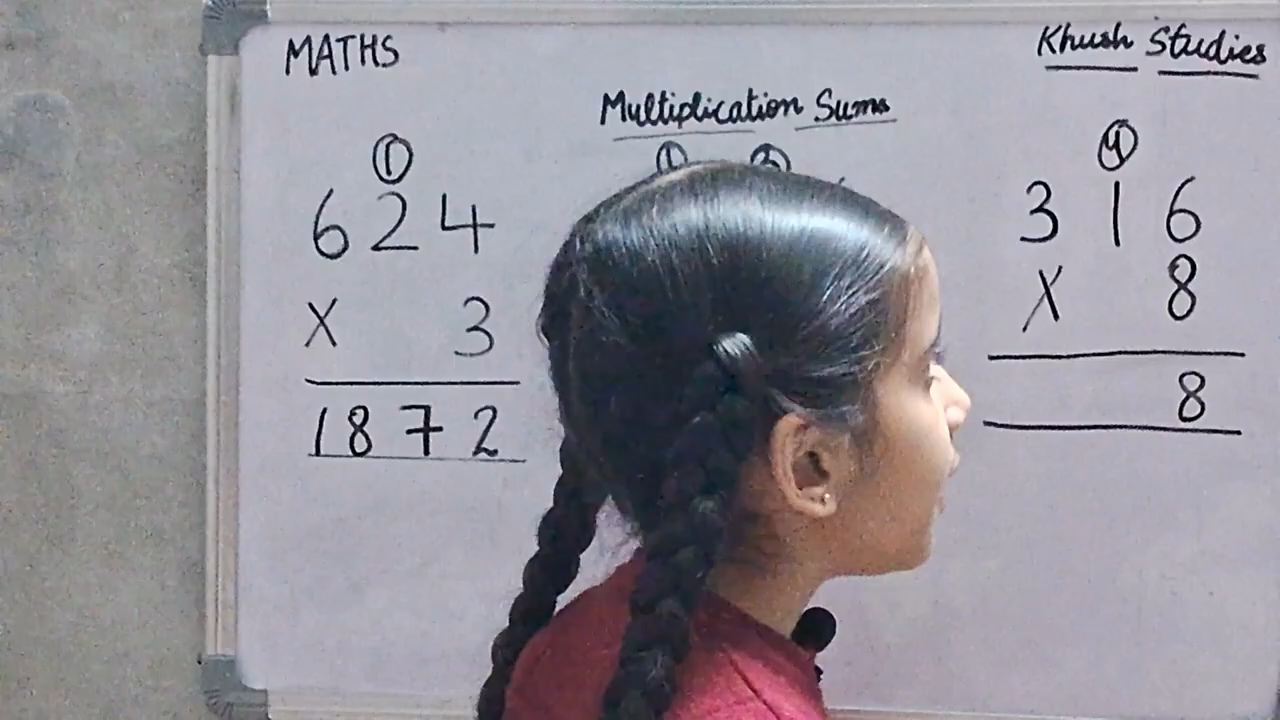 MATHS
Khush Studies
Multiplication Sums
①
624
X 3
1872
④
316
X 8
8